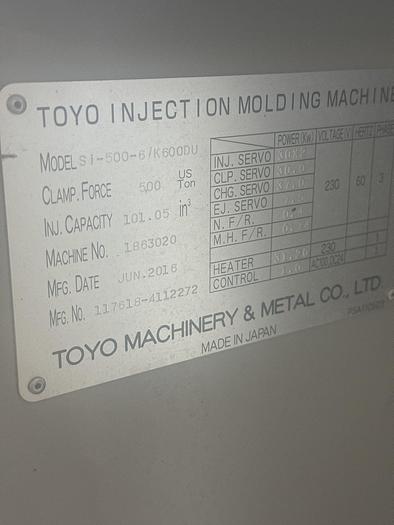 TOYO INJECTION MOLDING MACHINE
MODEL Si-500-6/K600DU
CLAMP. FORCE 500 US Ton
INJ. CAPACITY 101.05 in³
MACHINE No. 1863020
MFG. DATE JUN.2016
MFG. No. 117618-4112272
POWER (Kw) VOLTAGE (V) HERTZ PHASE
INJ. SERVO
CLP. SERVO
CHG. SERVO
EJ. SERVO
N. F/R.
M.H. F/R.
230 60 3
HEATER 230 1
CONTROL AC100,DC24 1
TOYO MACHINERY & METAL CO., LTD.
MADE IN JAPAN